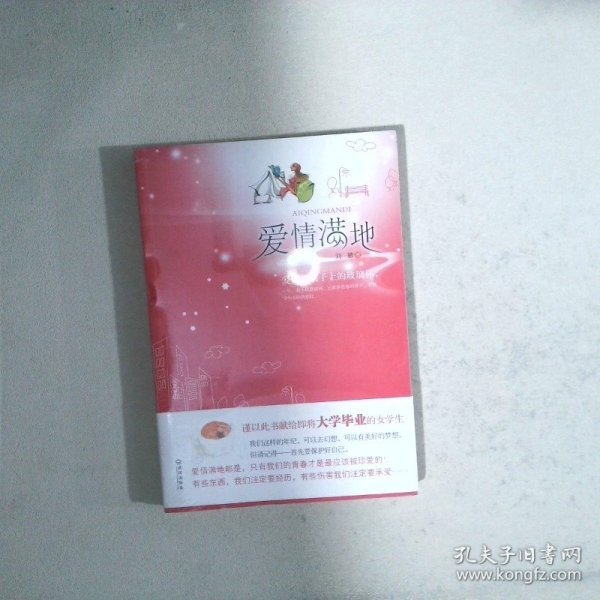 AIQINGMANDI
爱情满地
谨以此书献给即将大学毕业的女学生
我们这样的年纪，可以去幻想，可以有美好的梦想，
但请记得——首先要保护好自己。
爱情满地都是，只有我们的青春才是最应该被珍爱的！
有些东西，我们注定要经历，有些伤害我们注定要承受……
孔夫子旧书网
www.kongfz.com